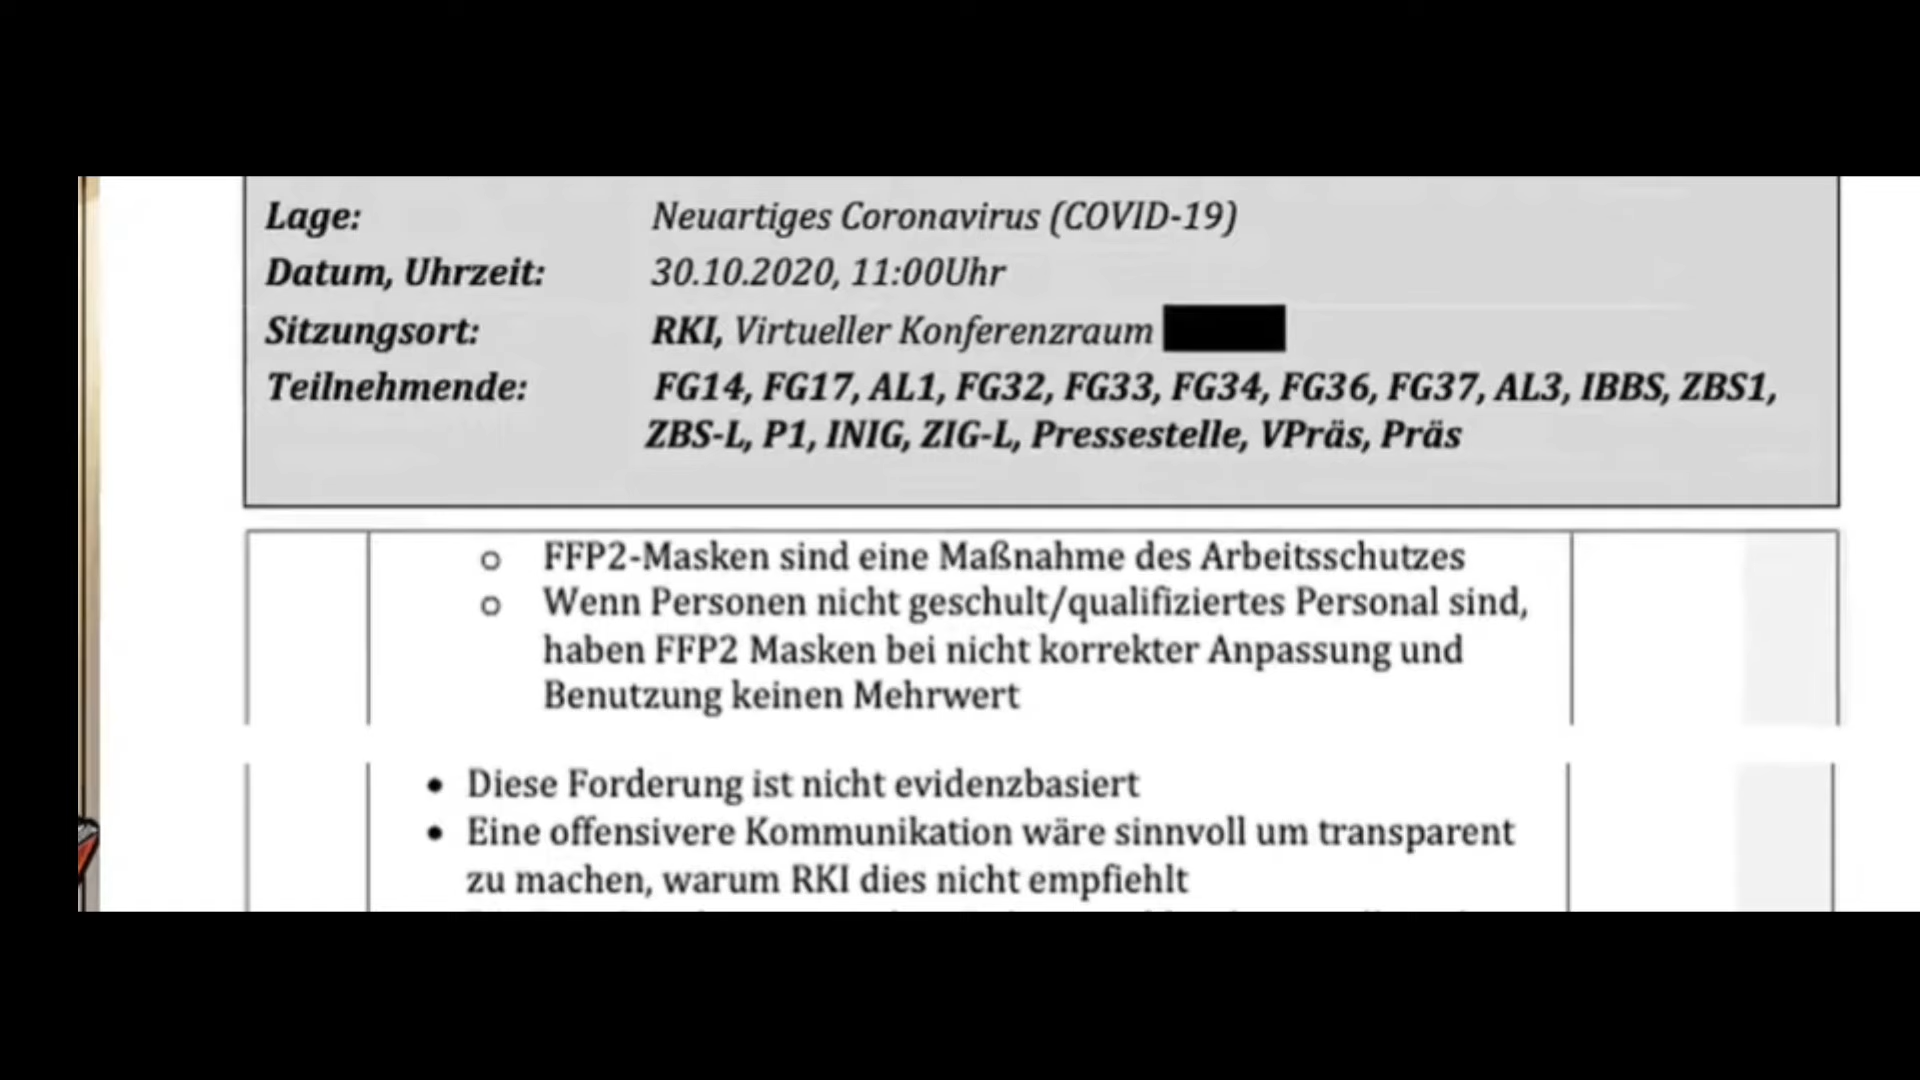 Lage: Neuartiges Coronavirus (COVID-19)
Datum, Uhrzeit: 30.10.2020, 11:00Uhr
Sitzungsort: RKI, Virtueller Konferenzraum
Teilnehmende: FG14, FG17, AL1, FG32, FG33, FG34, FG36, FG37, AL3, IBBS, ZBS1,
ZBS-L, P1, INIG, ZIG-L, Pressestelle, VPräs, Präs
o FFP2-Masken sind eine Maßnahme des Arbeitsschutzes
o Wenn Personen nicht geschult/qualifiziertes Personal sind,
haben FFP2 Masken bei nicht korrekter Anpassung und
Benutzung keinen Mehrwert
• Diese Forderung ist nicht evidenzbasiert
• Eine offensivere Kommunikation wäre sinnvoll um transparent
zu machen, warum RKI dies nicht empfiehlt